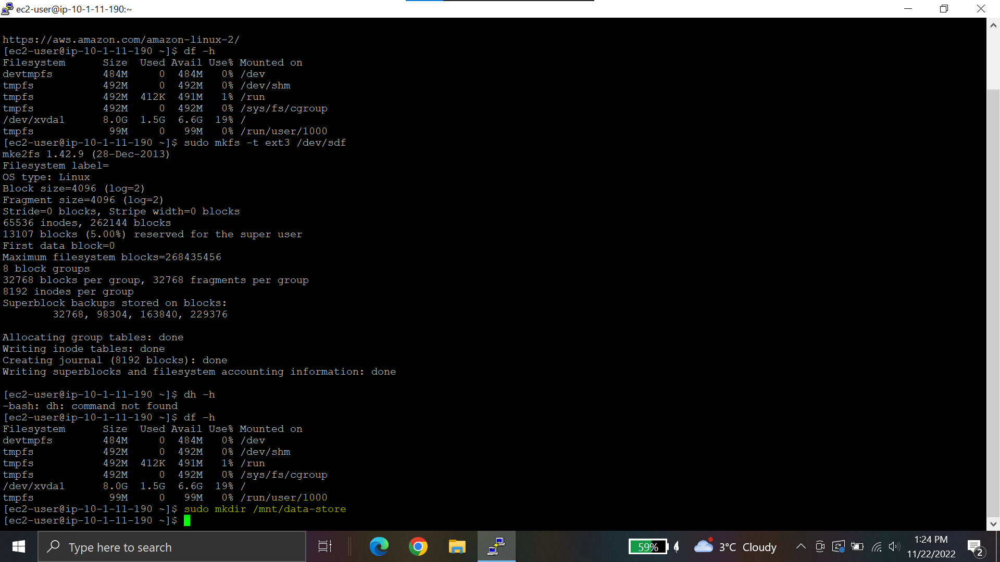 ec2-user@ip-10-1-11-190:~
https://aws.amazon.com/amazon-linux-2/
[ec2-user@ip-10-1-11-190 ~]$ df -h
Filesystem      Size  Used Avail Use% Mounted on
devtmpfs        484M     0  484M   0% /dev
tmpfs           492M     0  492M   0% /dev/shm
tmpfs           492M  412K  491M   1% /run
tmpfs           492M     0  492M   0% /sys/fs/cgroup
/dev/xvda1      8.0G  1.5G  6.6G  19% /
tmpfs            99M     0   99M   0% /run/user/1000
[ec2-user@ip-10-1-11-190 ~]$ sudo mkfs -t ext3 /dev/sdf
mke2fs 1.42.9 (28-Dec-2013)
Filesystem label=
OS type: Linux
Block size=4096 (log=2)
Fragment size=4096 (log=2)
Stride=0 blocks, Stripe width=0 blocks
65536 inodes, 262144 blocks
13107 blocks (5.00%) reserved for the super user
First data block=0
Maximum filesystem blocks=268435456
8 block groups
32768 blocks per group, 32768 fragments per group
8192 inodes per group
Superblock backups stored on blocks:
        32768, 98304, 163840, 229376
Allocating group tables: done
Writing inode tables: done
Creating journal (8192 blocks): done
Writing superblocks and filesystem accounting information: done
[ec2-user@ip-10-1-11-190 ~]$ dh -h
-bash: dh: command not found
[ec2-user@ip-10-1-11-190 ~]$ df -h
Filesystem      Size  Used Avail Use% Mounted on
devtmpfs        484M     0  484M   0% /dev
tmpfs           492M     0  492M   0% /dev/shm
tmpfs           492M  412K  491M   1% /run
tmpfs           492M     0  492M   0% /sys/fs/cgroup
/dev/xvda1      8.0G  1.5G  6.6G  19% /
tmpfs            99M     0   99M   0% /run/user/1000
[ec2-user@ip-10-1-11-190 ~]$ sudo mkdir /mnt/data-store
[ec2-user@ip-10-1-11-190 ~]$
Type here to search
59%
3°C Cloudy
1:24 PM
11/22/2022
2